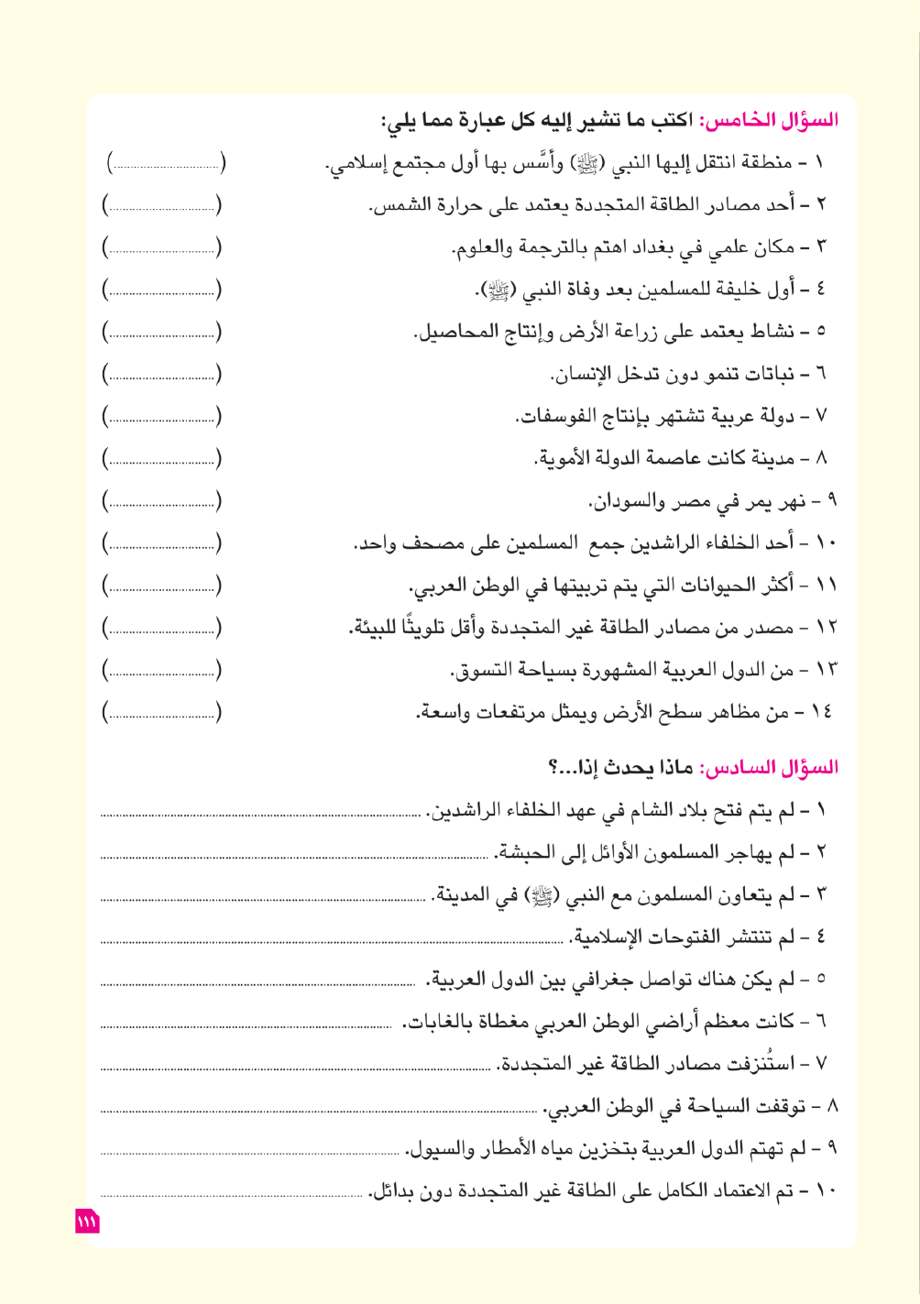 السؤال الخامس: اكتب ما تشير إليه كل عبارة مما يلي:
١ - منطقة انتقل إليها النبي (ﷺ) وأسَّس بها أول مجتمع إسلامي. (..............................)
٢ - أحد مصادر الطاقة المتجددة يعتمد على حرارة الشمس. (..............................)
٣ - مكان علمي في بغداد اهتم بالترجمة والعلوم. (..............................)
٤ - أول خليفة للمسلمين بعد وفاة النبي (ﷺ). (..............................)
٥ - نشاط يعتمد على زراعة الأرض وإنتاج المحاصيل. (..............................)
٦ - نباتات تنمو دون تدخل الإنسان. (..............................)
٧ - دولة عربية تشتهر بإنتاج الفوسفات. (..............................)
٨ - مدينة كانت عاصمة الدولة الأموية. (..............................)
٩ - نهر يمر في مصر والسودان. (..............................)
١٠ - أحد الخلفاء الراشدين جمع المسلمين على مصحف واحد. (..............................)
١١ - أكثر الحيوانات التي يتم تربيتها في الوطن العربي. (..............................)
١٢ - مصدر من مصادر الطاقة غير المتجددة وأقل تلويثًا للبيئة. (..............................)
١٣ - من الدول العربية المشهورة بسياحة التسوق. (..............................)
١٤ - من مظاهر سطح الأرض ويمثل مرتفعات واسعة. (..............................)
السؤال السادس: ماذا يحدث إذا...؟
١ - لم يتم فتح بلاد الشام في عهد الخلفاء الراشدين. ..............................
٢ - لم يهاجر المسلمون الأوائل إلى الحبشة. ..............................
٣ - لم يتعاون المسلمون مع النبي (ﷺ) في المدينة. ..............................
٤ - لم تنتشر الفتوحات الإسلامية. ..............................
٥ - لم يكن هناك تواصل جغرافي بين الدول العربية. ..............................
٦ - كانت معظم أراضي الوطن العربي مغطاة بالغابات. ..............................
٧ - استُنزفت مصادر الطاقة غير المتجددة. ..............................
٨ - توقفت السياحة في الوطن العربي. ..............................
٩ - لم تهتم الدول العربية بتخزين مياه الأمطار والسيول. ..............................
١٠ - تم الاعتماد الكامل على الطاقة غير المتجددة دون بدائل. ..............................
١١١